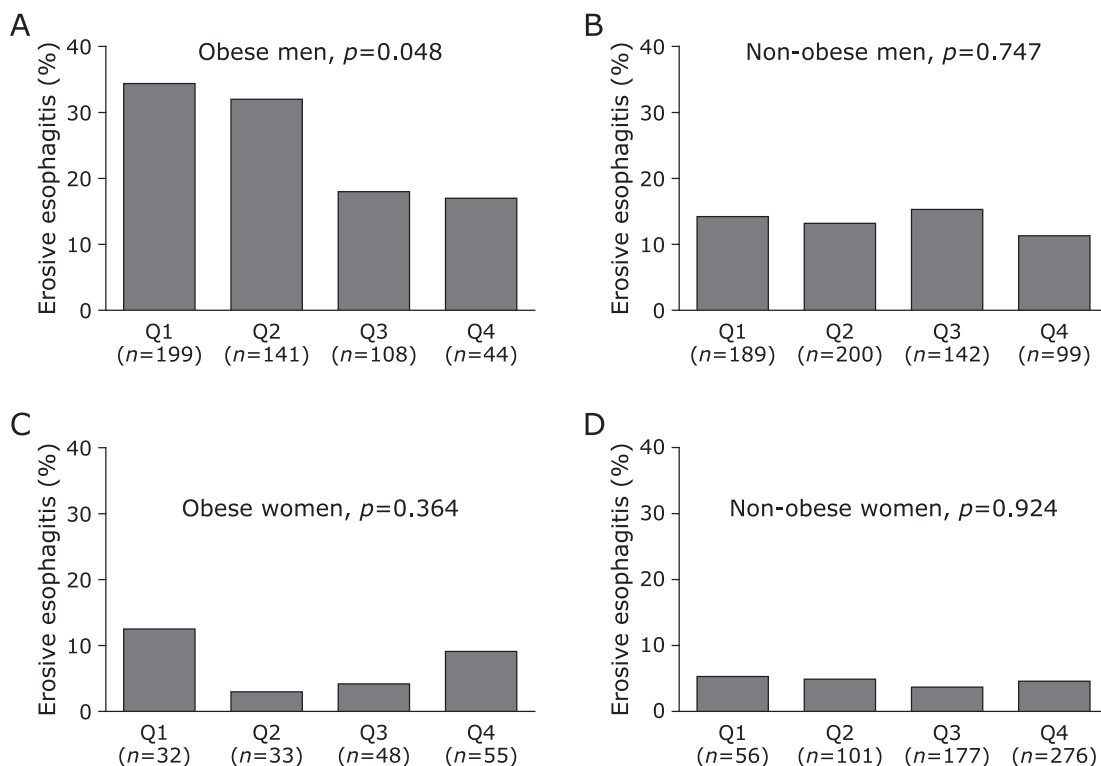 A
Obese men, p=0.048
Erosive esophagitis (%)
40
30
20
10
0
Q1 Q2 Q3 Q4
(n=199) (n=141) (n=108) (n=44)
B
Non-obese men, p=0.747
Erosive esophagitis (%)
40
30
20
10
0
Q1 Q2 Q3 Q4
(n=189) (n=200) (n=142) (n=99)
C
Obese women, p=0.364
Erosive esophagitis (%)
40
30
20
10
0
Q1 Q2 Q3 Q4
(n=32) (n=33) (n=48) (n=55)
D
Non-obese women, p=0.924
Erosive esophagitis (%)
40
30
20
10
0
Q1 Q2 Q3 Q4
(n=56) (n=101) (n=177) (n=276)